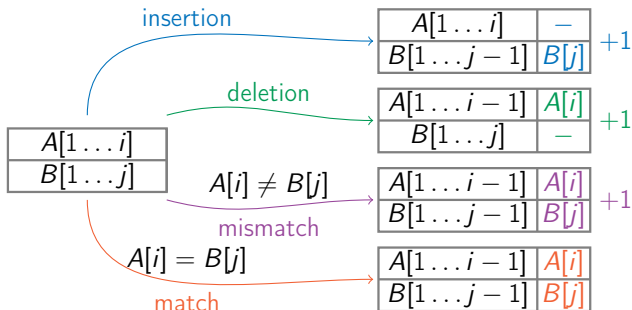 insertion
A[1 . . . i] −
B[1 . . . j − 1] B[j] +1
deletion
A[1 . . . i − 1] A[i]
B[1 . . . j] − +1
A[1 . . . i]
B[1 . . . j]
A[i] ≠ B[j]
mismatch
A[1 . . . i − 1] A[i]
B[1 . . . j − 1] B[j] +1
A[i] = B[j]
match
A[1 . . . i − 1] A[i]
B[1 . . . j − 1] B[j]